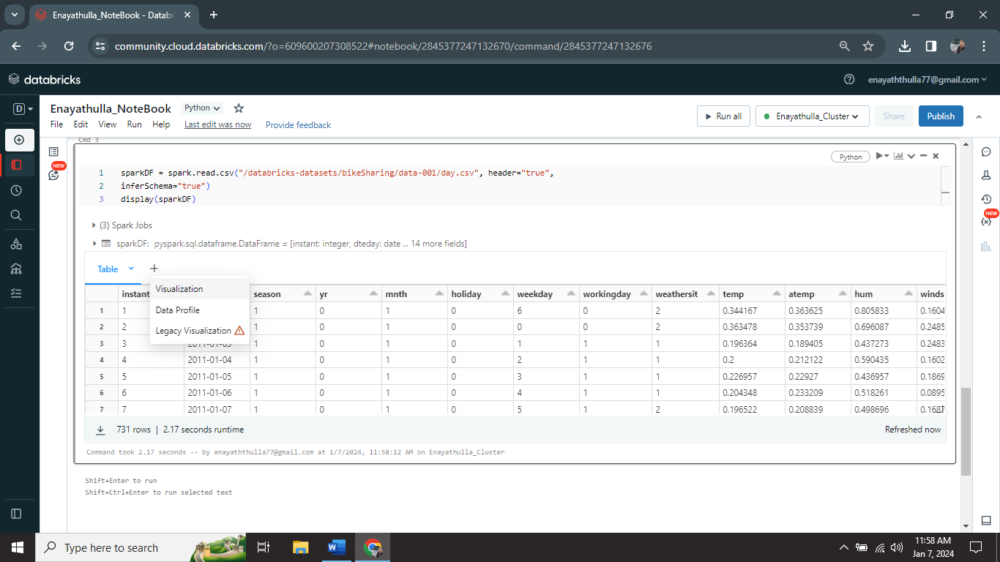 Enayathulla_NoteBook - Databr
community.cloud.databricks.com/?o=609600207308522#notebook/2845377247132670/command/2845377247132676
databricks
enayaththulla77@gmail.com
D
Enayathulla_NoteBook Python
Run all
Enayathulla_Cluster
Share
Publish
File Edit View Run Help Last edit was now Provide feedback
NEW
NEW
Cmd 3
Python
1 sparkDF = spark.read.csv("/databricks-datasets/bikeSharing/data-001/day.csv", header="true",
2 inferSchema="true")
3 display(sparkDF)
(3) Spark Jobs
sparkDF: pyspark.sql.dataframe.DataFrame = [instant: integer, dteday: date ... 14 more fields]
Table
Visualization
Data Profile
Legacy Visualization
instant season yr mnth holiday weekday workingday weathersit temp atemp hum winds
1 1 1 0 1 0 6 0 2 0.344167 0.363625 0.805833 0.1604
2 2 1 0 1 0 0 0 2 0.363478 0.353739 0.696087 0.2485
3 3 2011-01-03 1 0 1 0 1 1 1 0.196364 0.189405 0.437273 0.2483
4 4 2011-01-04 1 0 1 0 2 1 1 0.2 0.212122 0.590435 0.1602
5 5 2011-01-05 1 0 1 0 3 1 1 0.226957 0.22927 0.436957 0.1869
6 6 2011-01-06 1 0 1 0 4 1 1 0.204348 0.233209 0.518261 0.0895
7 7 2011-01-07 1 0 1 0 5 1 2 0.196522 0.208839 0.498696
731 rows | 2.17 seconds runtime
Refreshed now
Command took 2.17 seconds -- by enayaththulla77@gmail.com at 1/7/2024, 11:58:12 AM on Enayathulla_Cluster
Shift+Enter to run
Shift+Ctrl+Enter to run selected text
Type here to search
11:58 AM
Jan 7, 2024